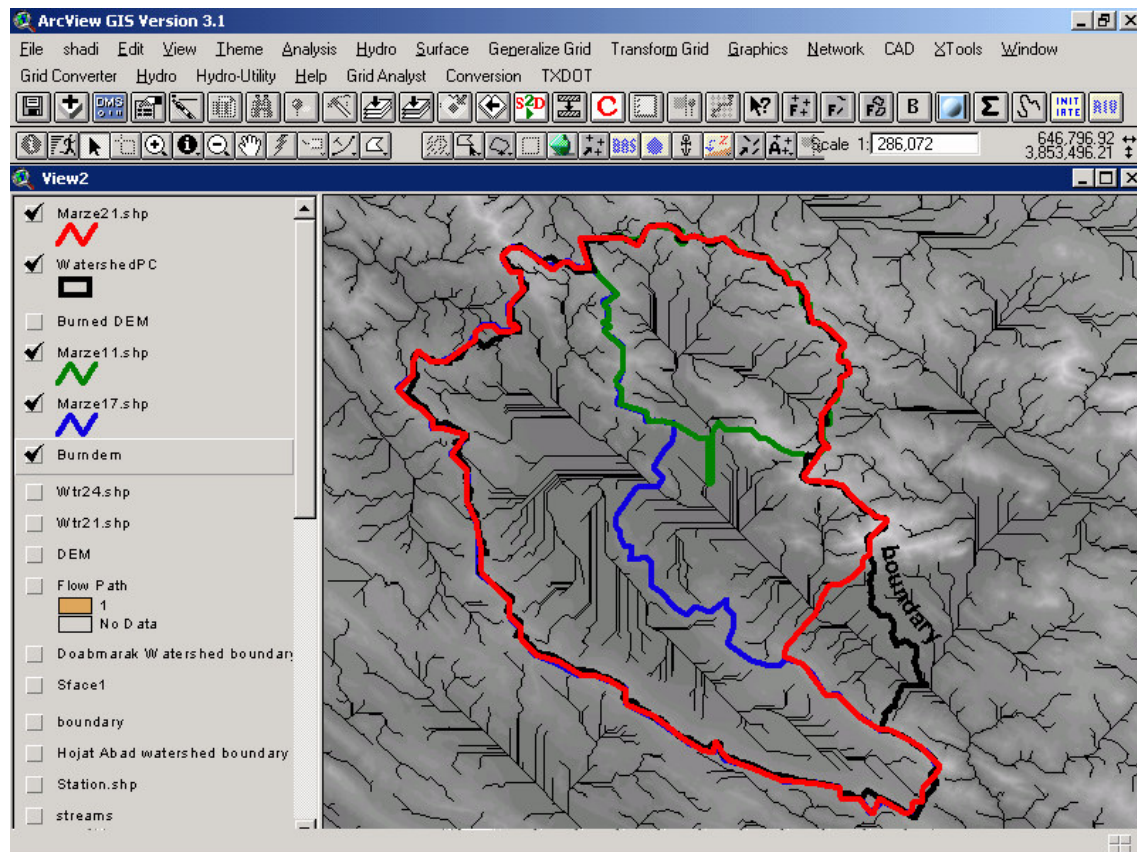 ArcView GIS Version 3.1
File shadi Edit View Theme Analysis Hydro Surface Generalize Grid Transform Grid Graphics Network CAD XTools Window
Grid Converter Hydro Hydro-Utility Help Grid Analyst Conversion TXDOT
S2D C B Σ INIT
Scale 1: 286,072 646,796.92
3,853,496.21
View2
Marze21.shp
WatershedPC
Burned DEM
Marze11.shp
Marze17.shp
Burndem
Wtr24.shp
Wtr21.shp
DEM
Flow Path
1
No Data
Doabmarak Watershed boundary
Sface1
boundary
Hojat Abad watershed boundary
Station.shp
streams
boundary